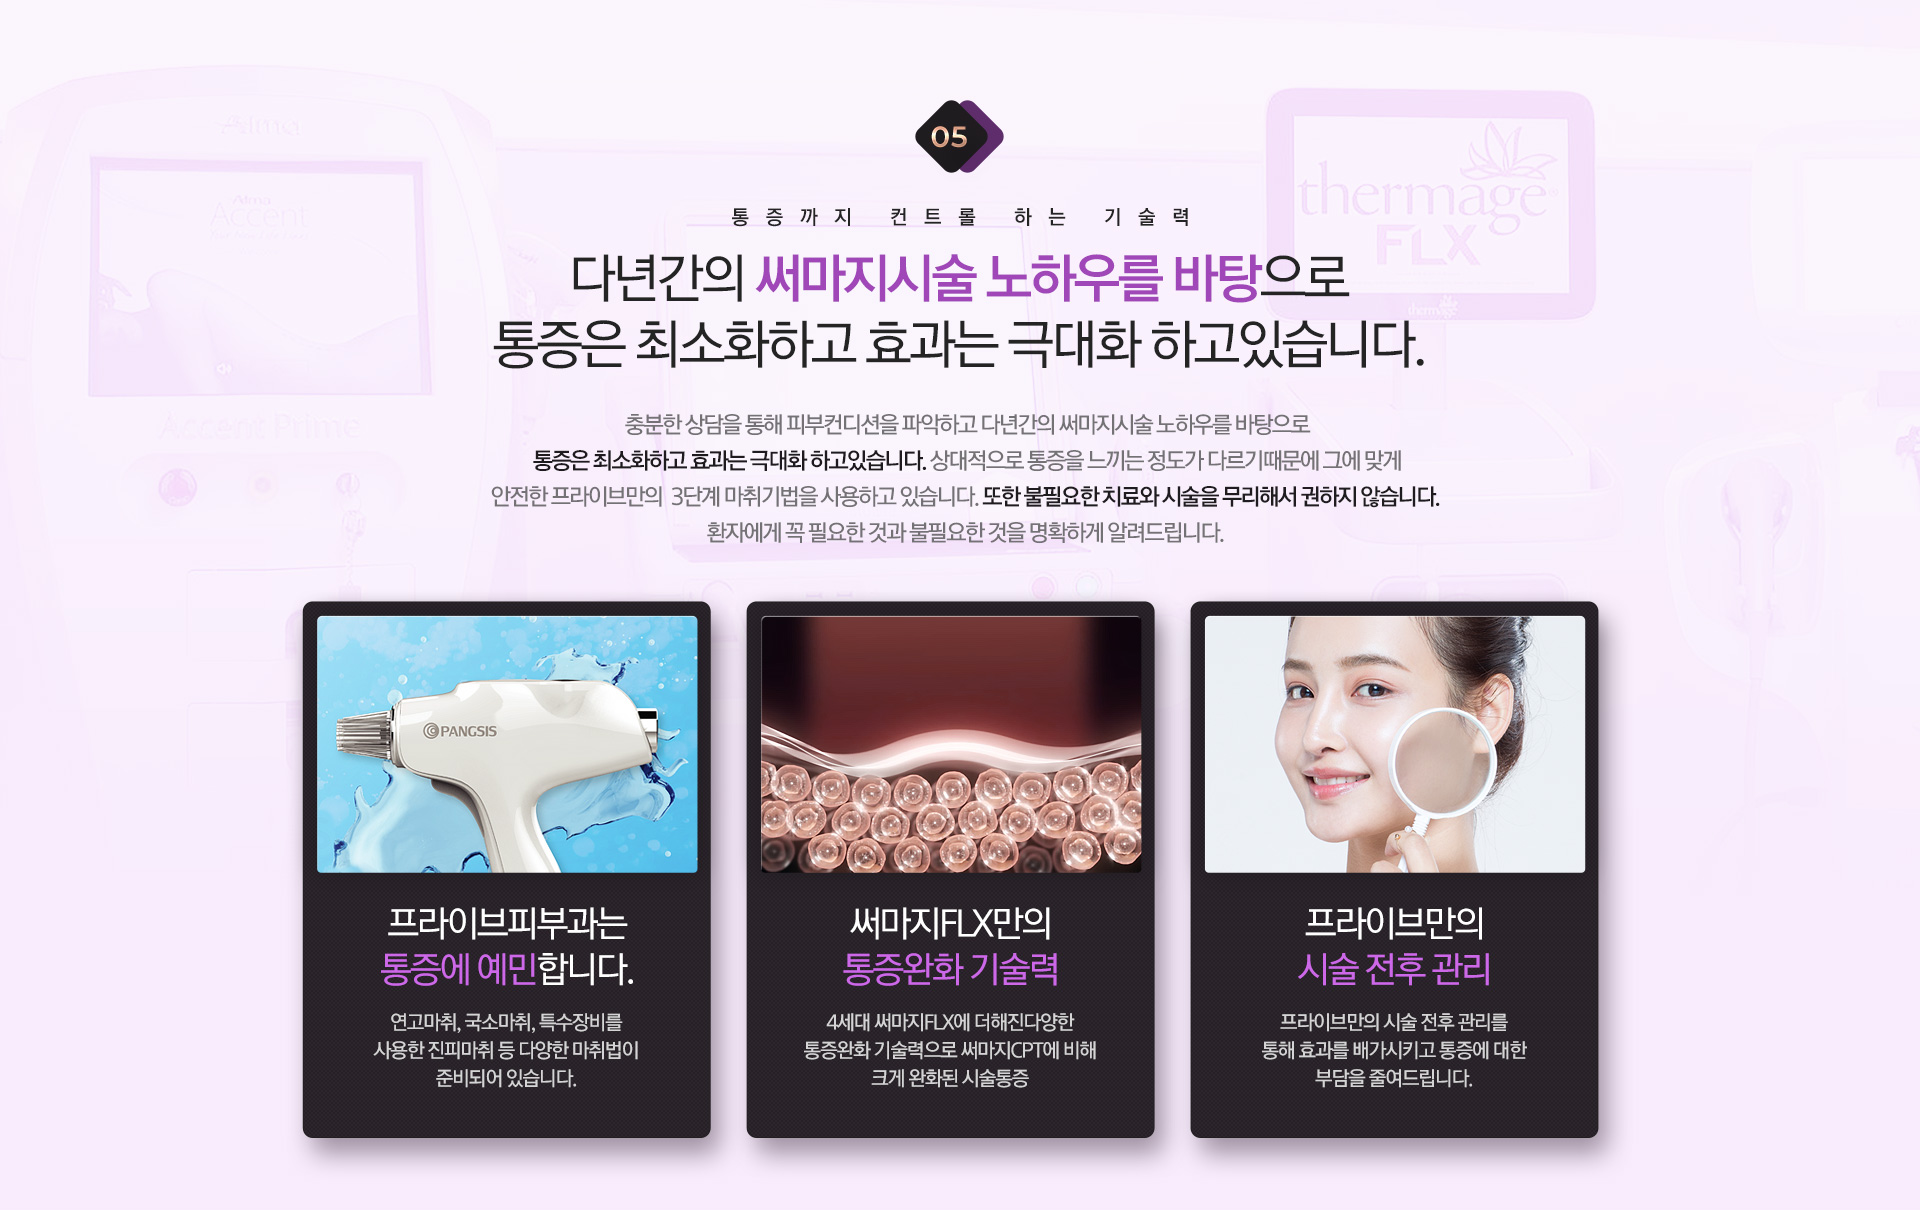 Alma
Alma
Accent
Accent Prime
thermage
FLX
thermage
05
통증까지 컨트롤 하는 기술력
다년간의 써마지시술 노하우를 바탕으로
통증은 최소화하고 효과는 극대화 하고있습니다.
충분한 상담을 통해 피부컨디션을 파악하고 다년간의 써마지시술 노하우를 바탕으로
통증은 최소화하고 효과는 극대화 하고있습니다. 상대적으로 통증을 느끼는 정도가 다르기때문에 그에 맞게
안전한 프라이브만의 3단계 마취기법을 사용하고 있습니다. 또한 불필요한 치료와 시술을 무리해서 권하지 않습니다.
환자에게 꼭 필요한 것과 불필요한 것을 명확하게 알려드립니다.
PANGSIS
프라이브피부과는
통증에 예민합니다.
연고마취, 국소마취, 특수장비를
사용한 진피마취 등 다양한 마취법이
준비되어 있습니다.
써마지FLX만의
통증완화 기술력
4세대 써마지FLX에 더해진다양한
통증완화 기술력으로 써마지CPT에 비해
크게 완화된 시술통증
프라이브만의
시술 전후 관리
프라이브만의 시술 전후 관리를
통해 효과를 배가시키고 통증에 대한
부담을 줄여드립니다.